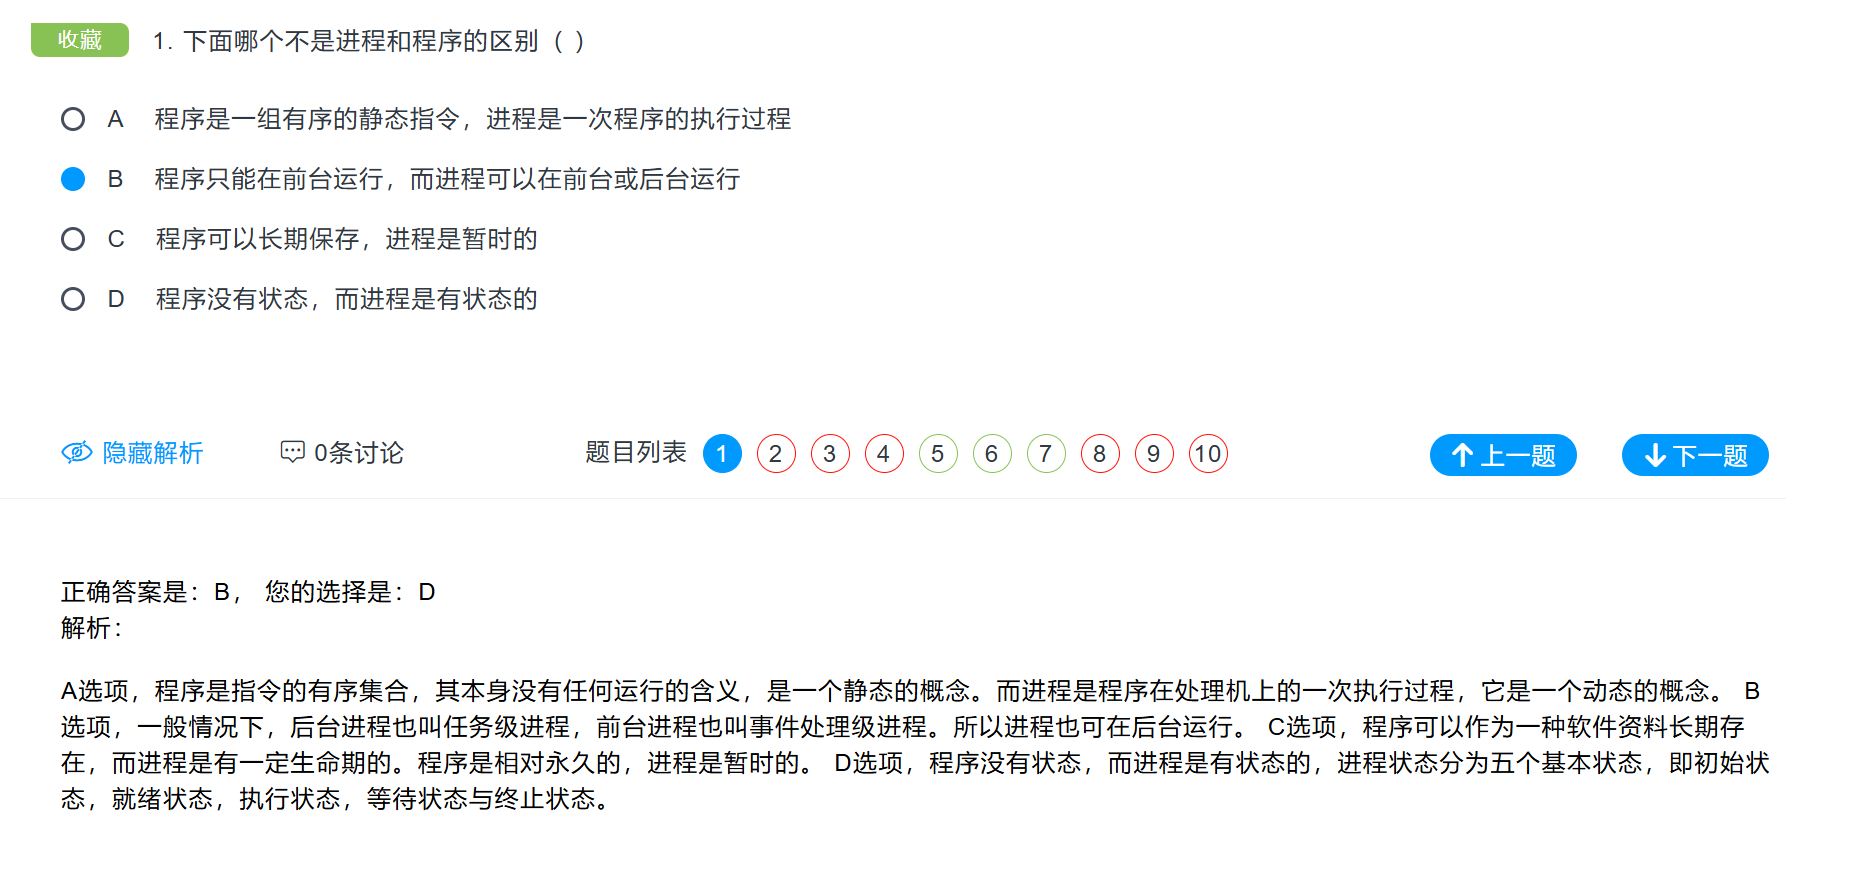 收藏 1. 下面哪个不是进程和程序的区别（ ）
A 程序是一组有序的静态指令，进程是一次程序的执行过程
B 程序只能在前台运行，而进程可以在前台或后台运行
C 程序可以长期保存，进程是暂时的
D 程序没有状态，而进程是有状态的
隐藏解析 0条讨论 题目列表 1 2 3 4 5 6 7 8 9 10 上一题 下一题
正确答案是：B， 您的选择是：D
解析：
A选项，程序是指令的有序集合，其本身没有任何运行的含义，是一个静态的概念。而进程是程序在处理机上的一次执行过程，它是一个动态的概念。 B
选项，一般情况下，后台进程也叫任务级进程，前台进程也叫事件处理级进程。所以进程也可在后台运行。 C选项，程序可以作为一种软件资料长期存
在，而进程是有一定生命期的。程序是相对永久的，进程是暂时的。 D选项，程序没有状态，而进程是有状态的，进程状态分为五个基本状态，即初始状
态，就绪状态，执行状态，等待状态与终止状态。